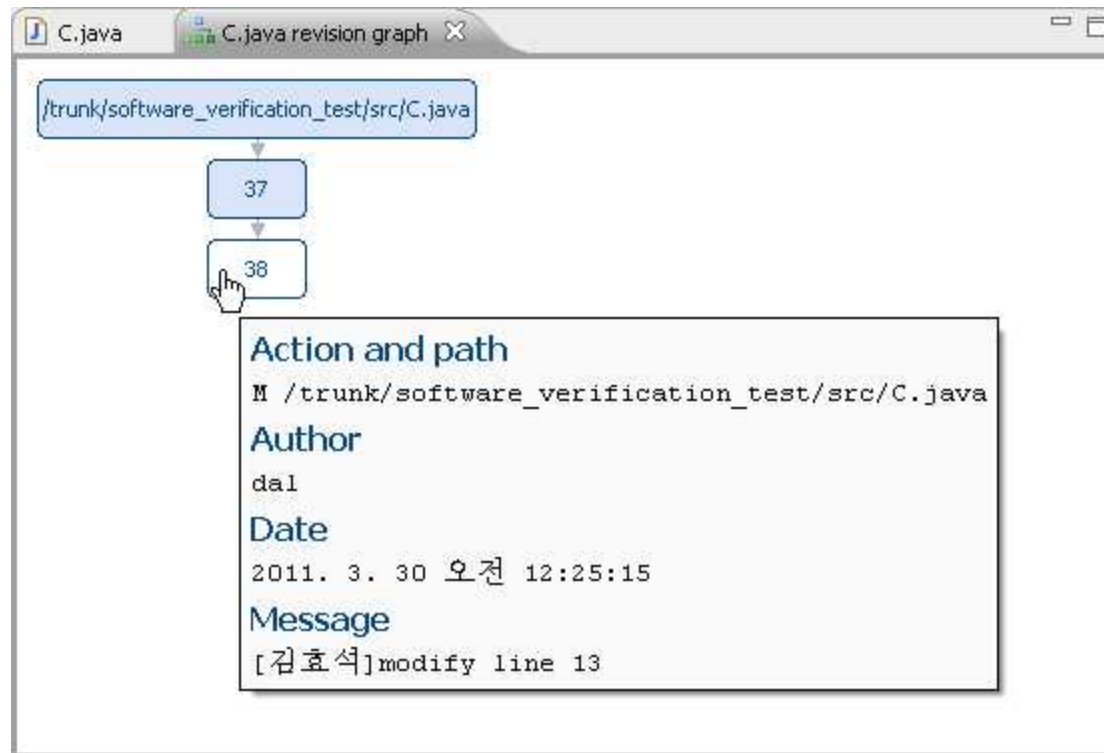 C.java
C.java revision graph
/trunk/software_verification_test/src/C.java
37
38
Action and path
M /trunk/software_verification_test/src/C.java
Author
dal
Date
2011. 3. 30 오전 12:25:15
Message
[김효석]modify line 13